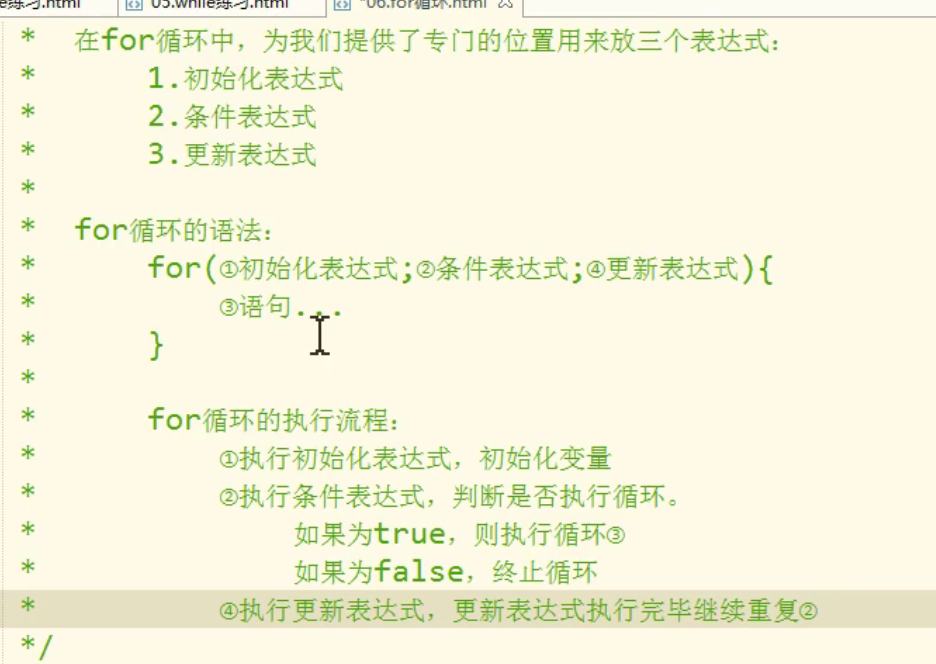 05.while练习.html *06.for循环.html
* 在for循环中，为我们提供了专门的位置用来放三个表达式：
* 1.初始化表达式
* 2.条件表达式
* 3.更新表达式
*
* for循环的语法：
* for(①初始化表达式;②条件表达式;④更新表达式){
* ③语句...
* }
*
* for循环的执行流程：
* ①执行初始化表达式，初始化变量
* ②执行条件表达式，判断是否执行循环。
* 如果为true，则执行循环③
* 如果为false，终止循环
* ④执行更新表达式，更新表达式执行完毕继续重复②
*/